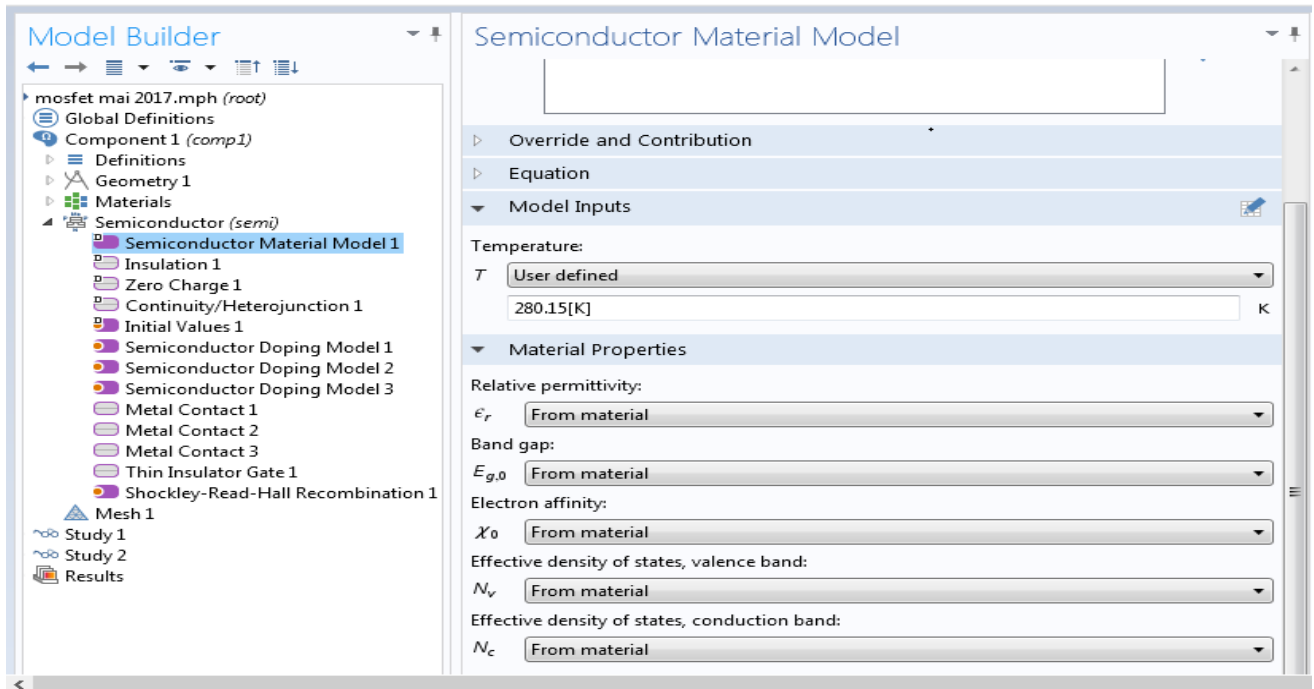 Model Builder
mosfet mai 2017.mph (root)
Global Definitions
Component 1 (comp1)
Definitions
Geometry 1
Materials
Semiconductor (semi)
Semiconductor Material Model 1
Insulation 1
Zero Charge 1
Continuity/Heterojunction 1
Initial Values 1
Semiconductor Doping Model 1
Semiconductor Doping Model 2
Semiconductor Doping Model 3
Metal Contact 1
Metal Contact 2
Metal Contact 3
Thin Insulator Gate 1
Shockley-Read-Hall Recombination 1
Mesh 1
Study 1
Study 2
Results
Semiconductor Material Model
Override and Contribution
Equation
Model Inputs
Temperature:
T User defined
280.15[K] K
Material Properties
Relative permittivity:
ϵr From material
Band gap:
Eg,0 From material
Electron affinity:
χ0 From material
Effective density of states, valence band:
Nv From material
Effective density of states, conduction band:
Nc From material